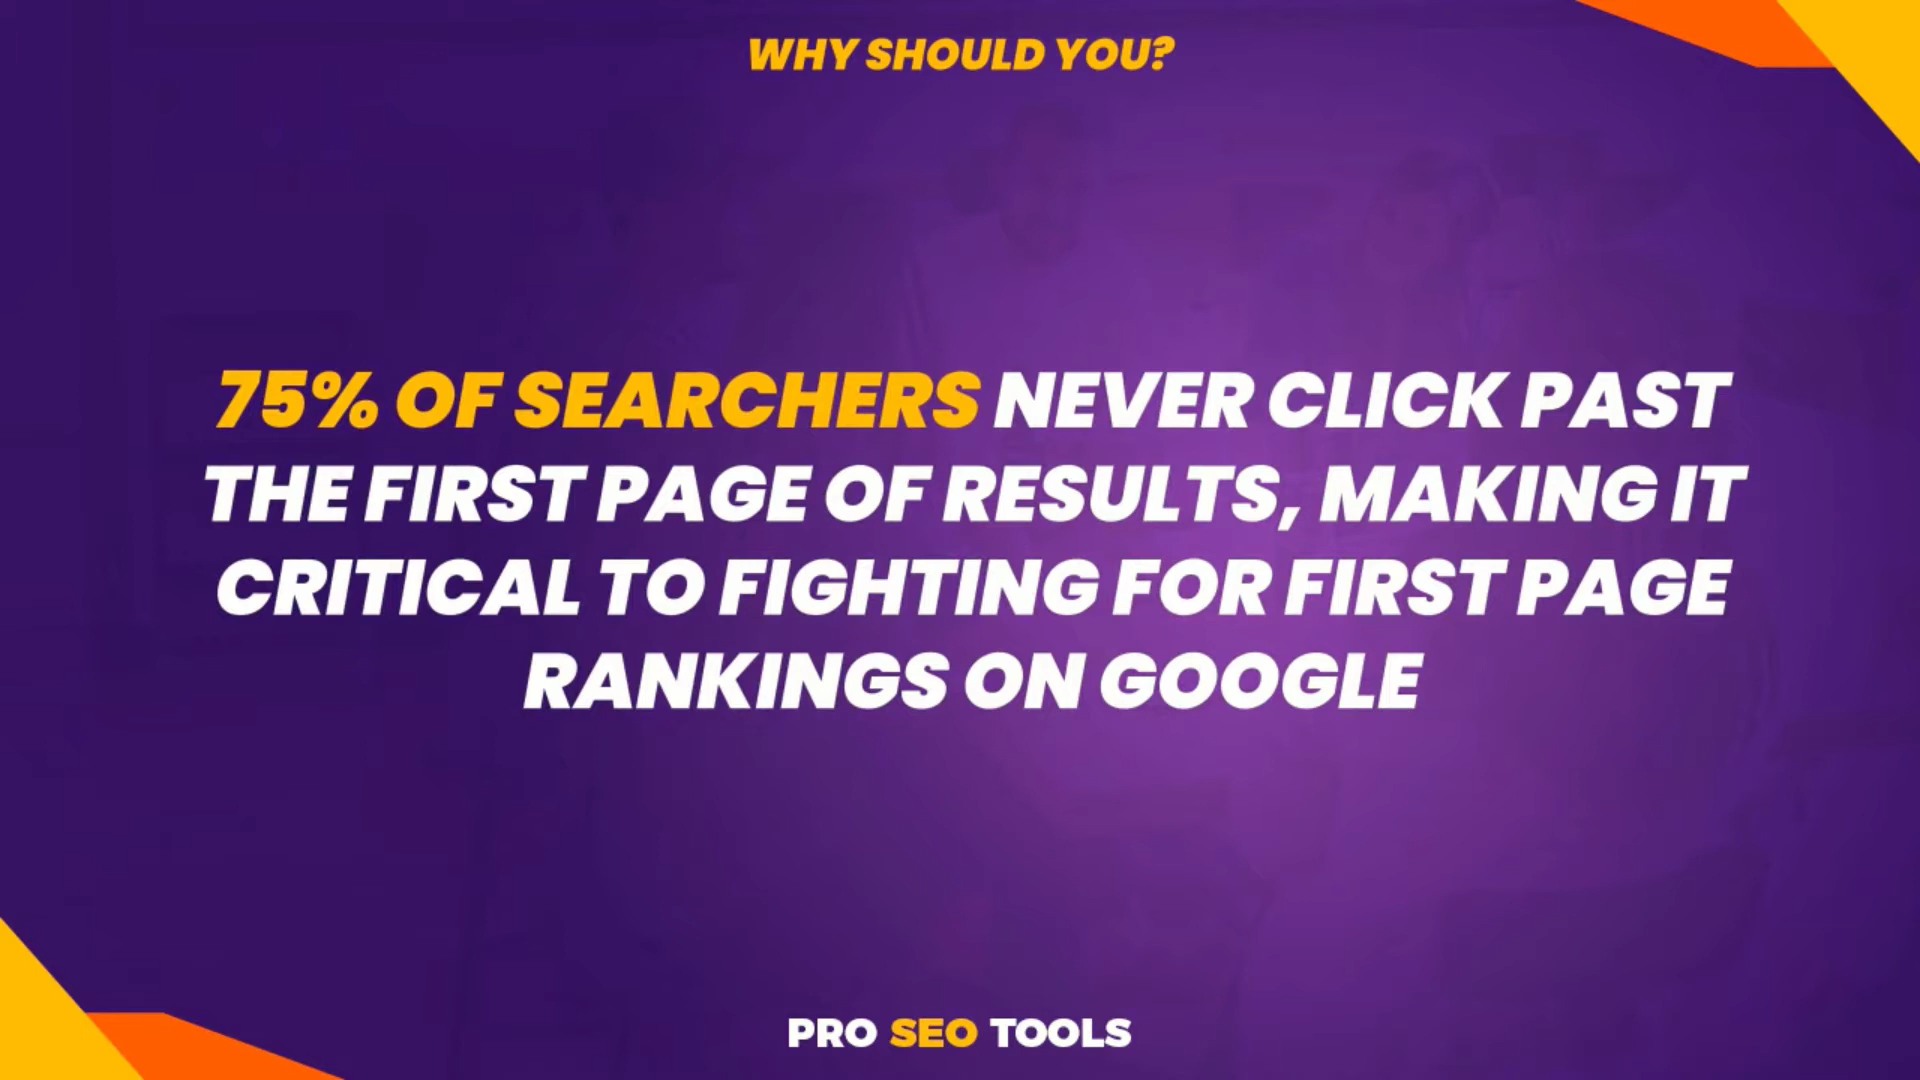 WHY SHOULD YOU?
75% OF SEARCHERS NEVER CLICK PAST
THE FIRST PAGE OF RESULTS, MAKING IT
CRITICAL TO FIGHTING FOR FIRST PAGE
RANKINGS ON GOOGLE
PRO SEO TOOLS